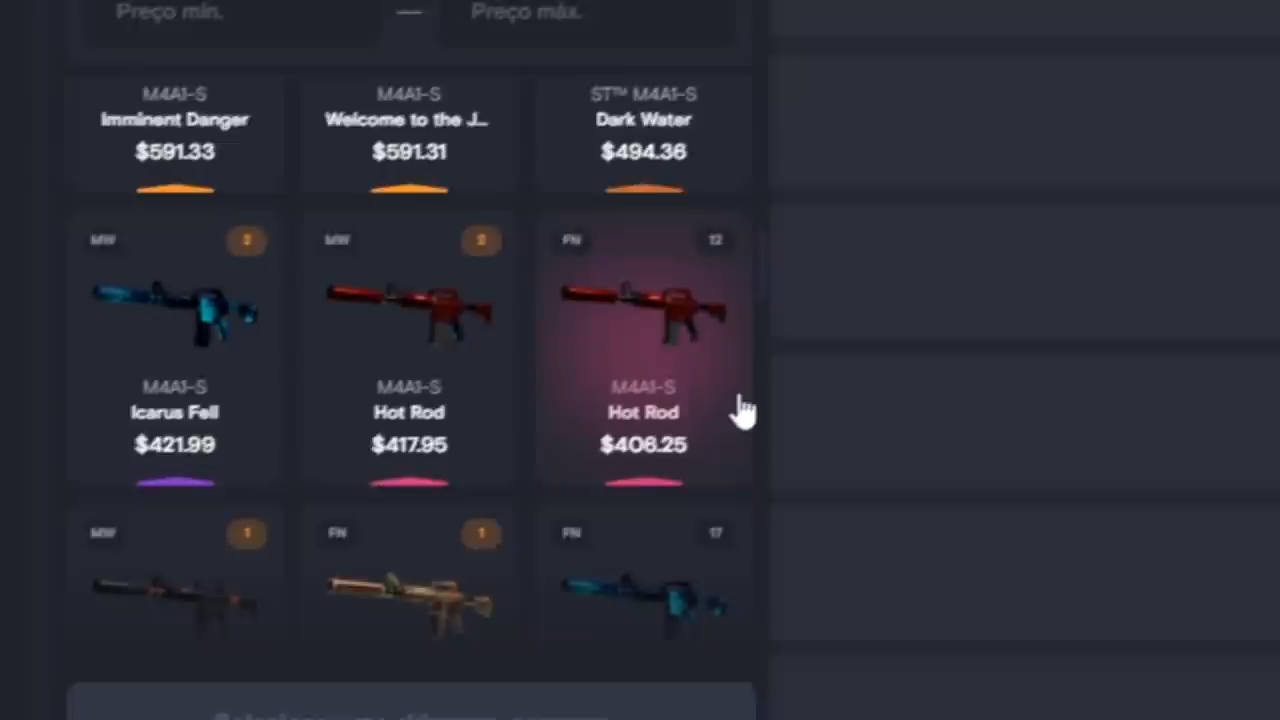 Preço mín.
—
Preço máx.
M4A1-S
Imminent Danger
$591.33
M4A1-S
Welcome to the J...
$591.31
ST™ M4A1-S
Dark Water
$494.36
MW
2
M4A1-S
Icarus Fell
$421.99
MW
2
M4A1-S
Hot Rod
$417.95
FN
12
M4A1-S
Hot Rod
$406.25
MW
1
FN
1
FN
17